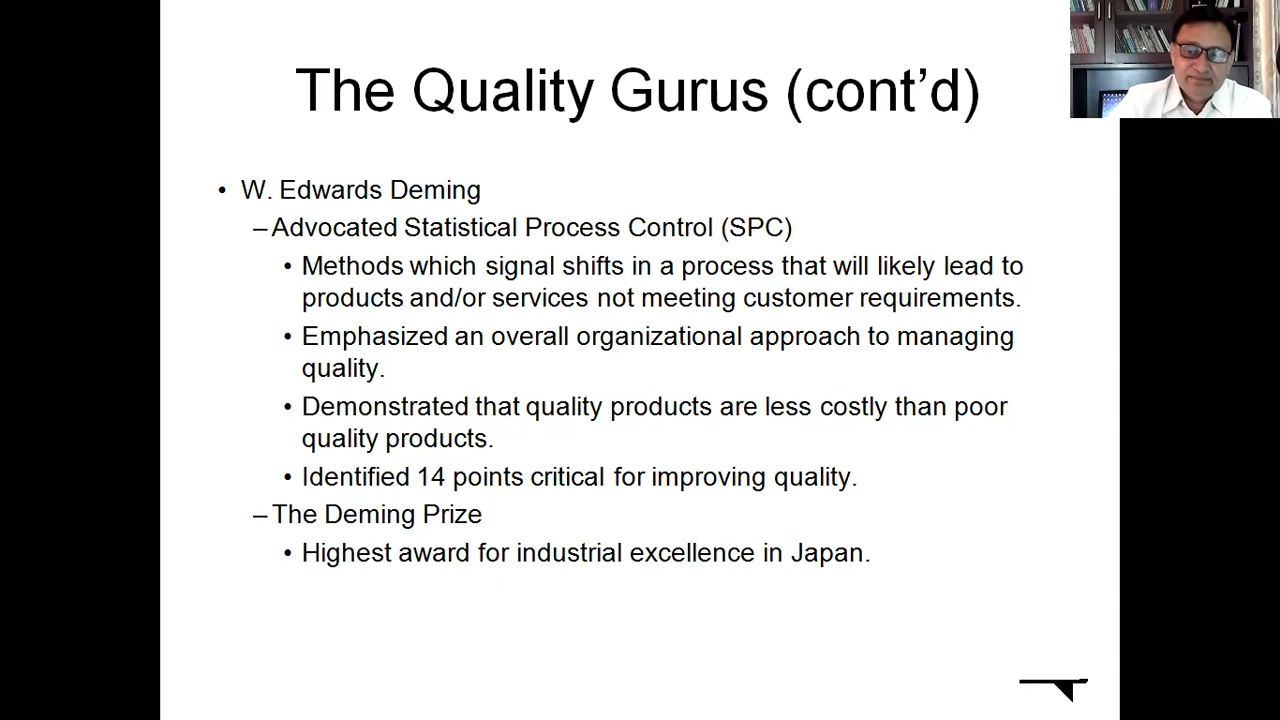 The Quality Gurus (cont’d)
• W. Edwards Deming
– Advocated Statistical Process Control (SPC)
• Methods which signal shifts in a process that will likely lead to
products and/or services not meeting customer requirements.
• Emphasized an overall organizational approach to managing
quality.
• Demonstrated that quality products are less costly than poor
quality products.
• Identified 14 points critical for improving quality.
– The Deming Prize
• Highest award for industrial excellence in Japan.